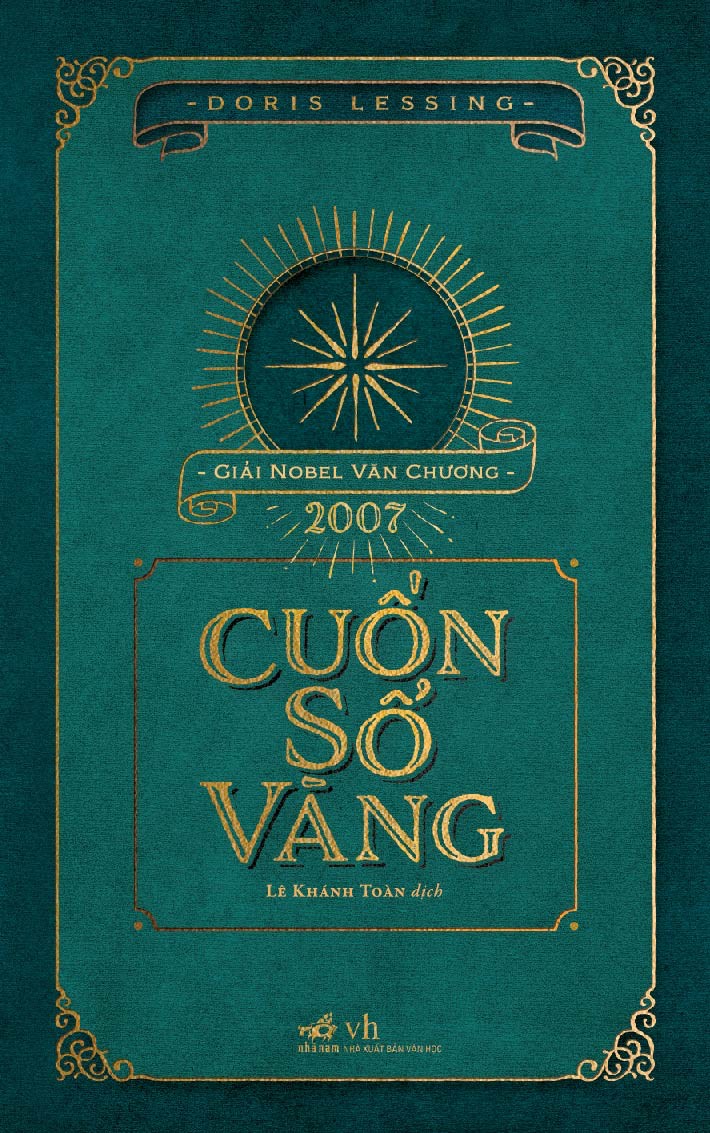 - DORIS LESSING -
- GIẢI NOBEL VĂN CHƯƠNG -
2007
CUỐN
SỔ
VÀNG
LÊ KHÁNH TOÀN dịch
vh
nhã nam NHÀ XUẤT BẢN VĂN HỌC